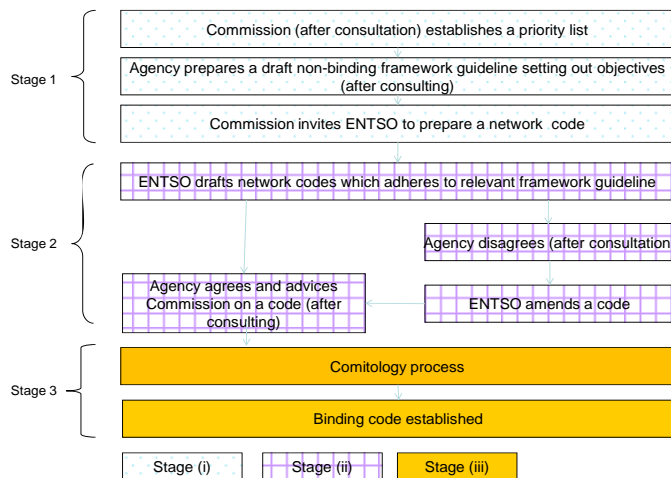 Commission (after consultation) establishes a priority list
Stage 1
Agency prepares a draft non-binding framework guideline setting out objectives
(after consulting)
Commission invites ENTSO to prepare a network code
ENTSO drafts network codes which adheres to relevant framework guideline
Stage 2
Agency disagrees (after consultation
Agency agrees and advices
Commission on a code (after
consulting)
ENTSO amends a code
Stage 3
Comitology process
Binding code established
Stage (i)
Stage (ii)
Stage (iii)